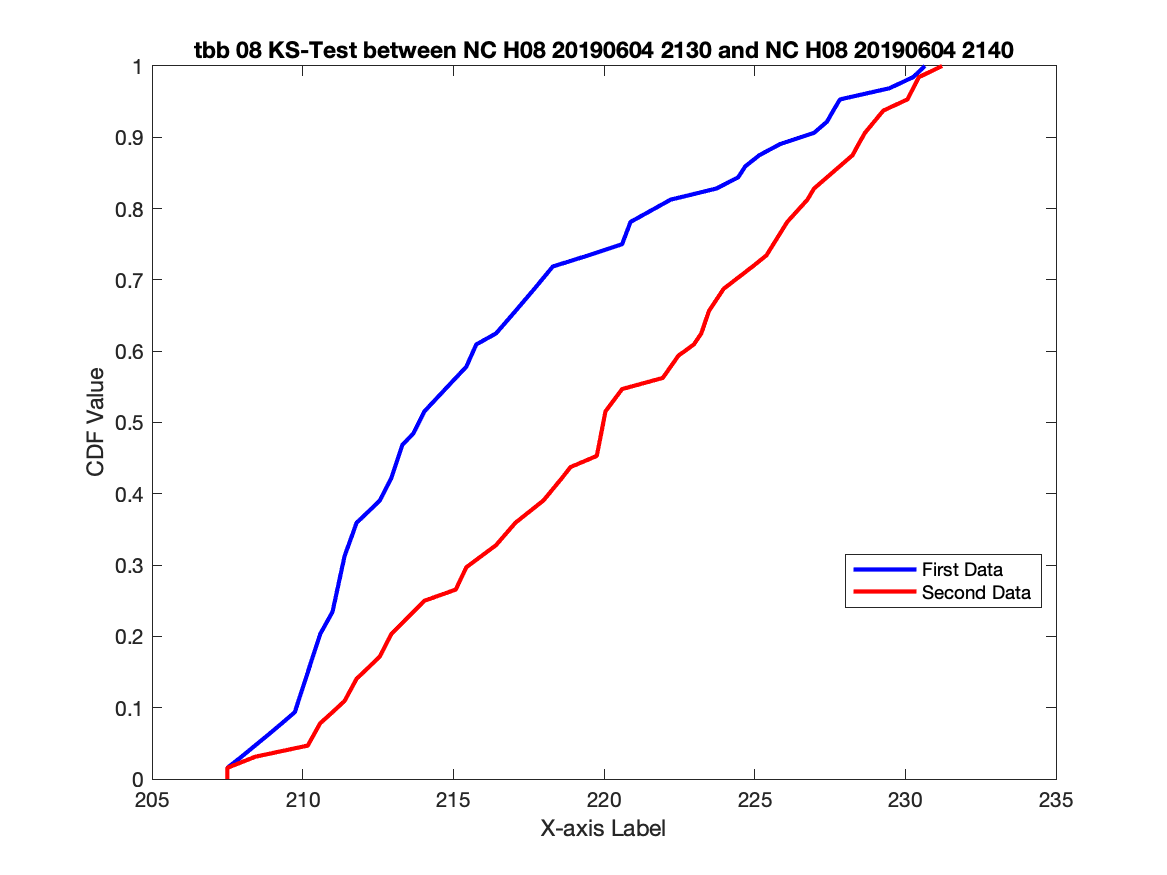 tbb 08 KS-Test between NC H08 20190604 2130 and NC H08 20190604 2140
1
0.9
0.8
0.7
0.6
0.5
0.4
0.3
0.2
0.1
0
CDF Value
First Data
Second Data
205 210 215 220 225 230 235
X-axis Label